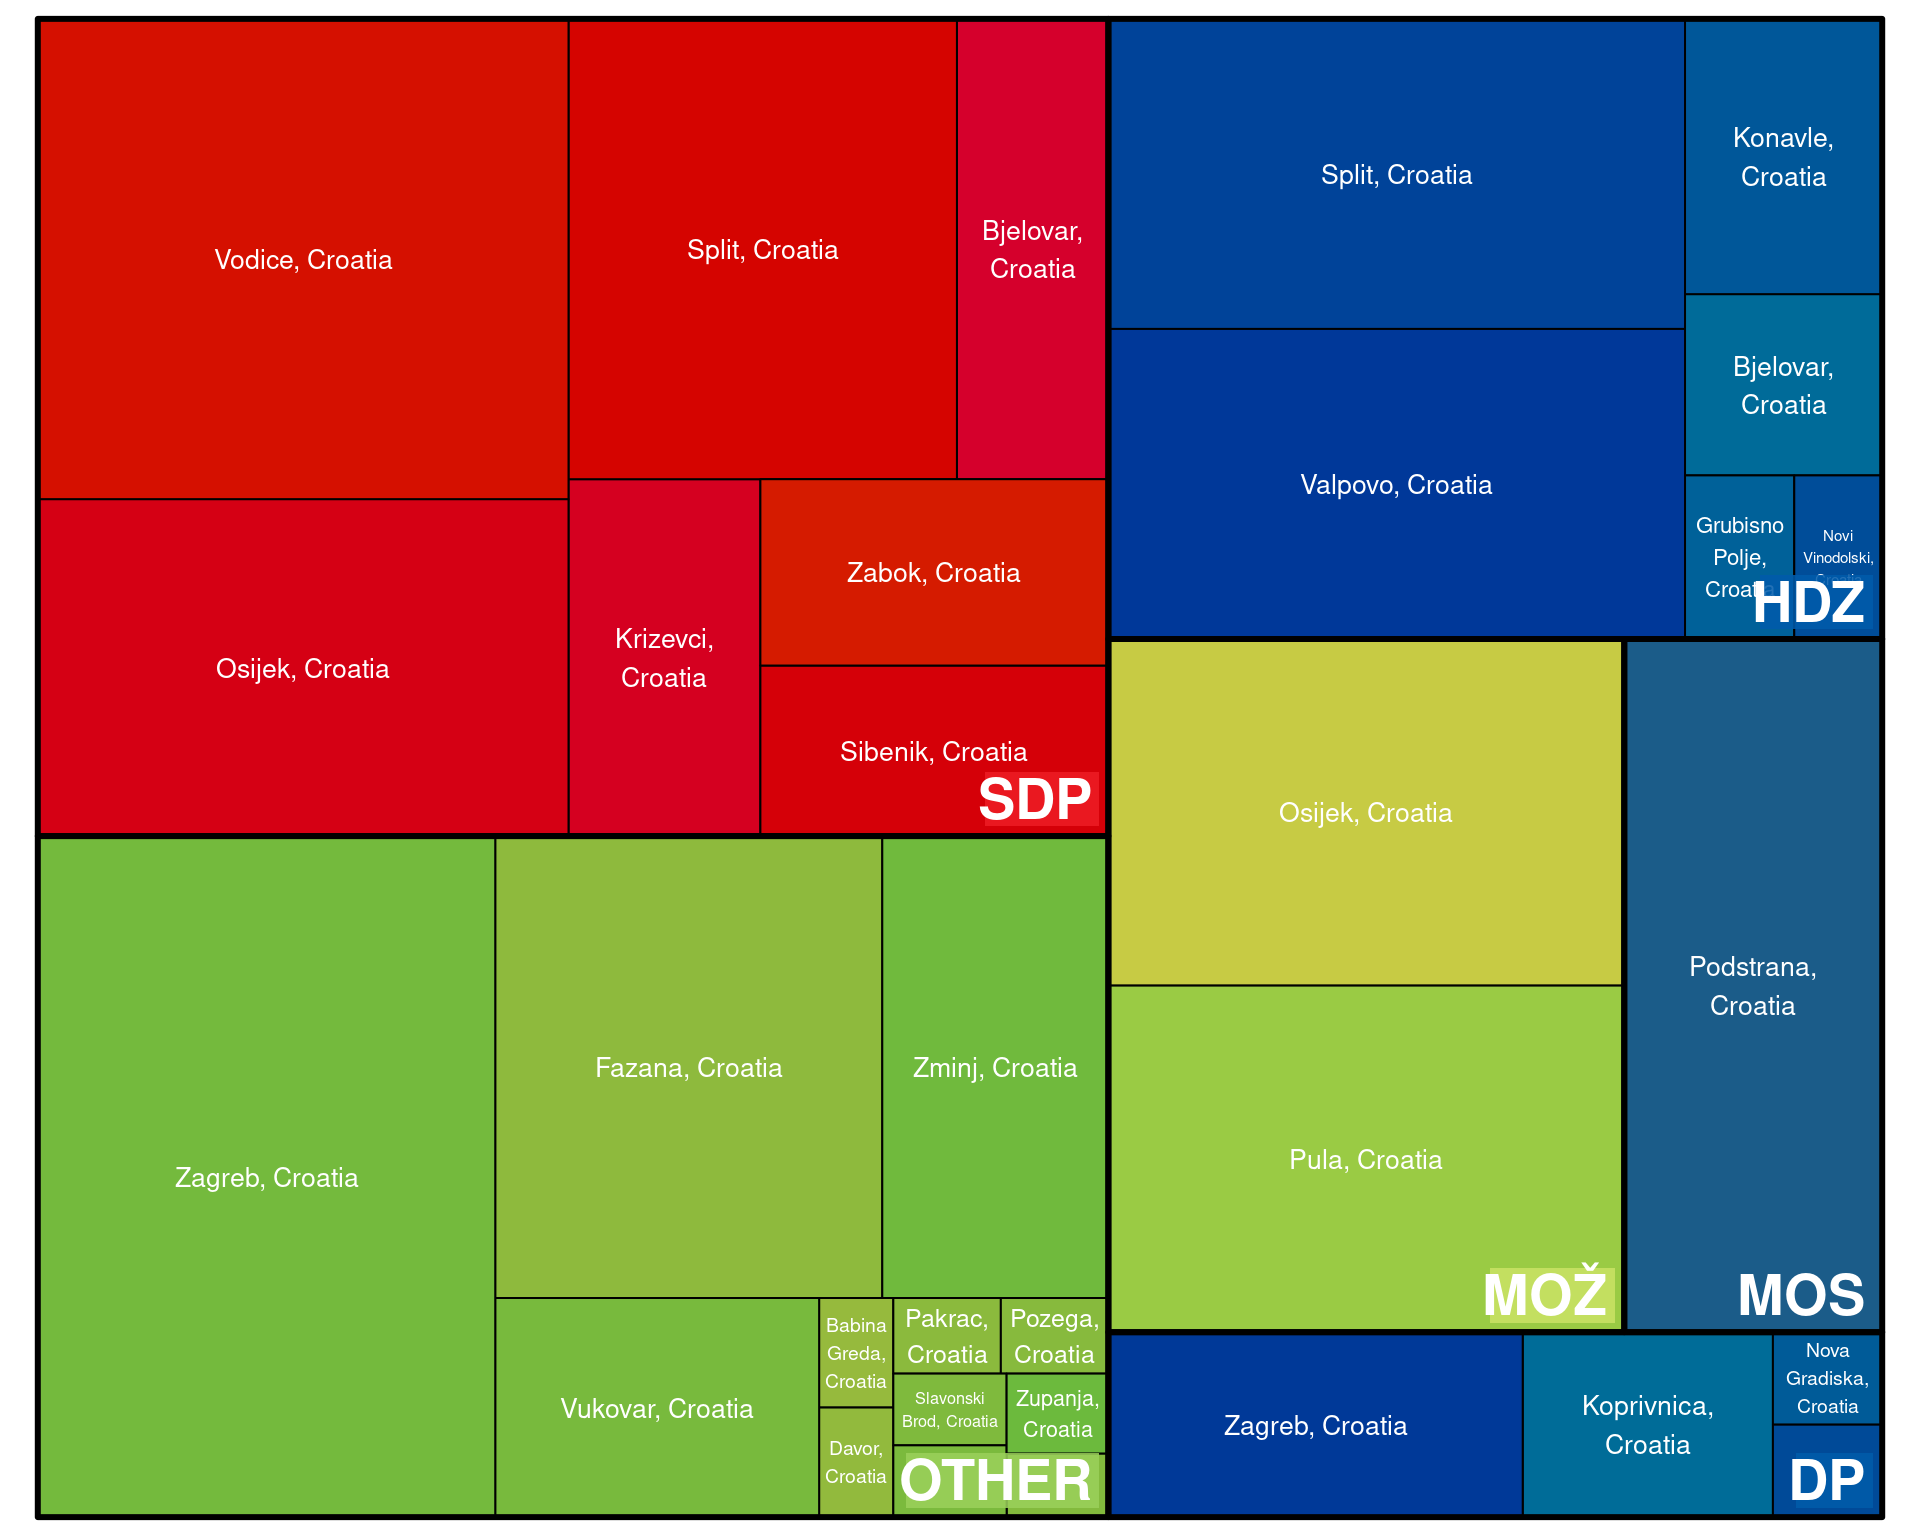 Vodice, Croatia
Split, Croatia
Bjelovar,
Croatia
Osijek, Croatia
Krizevci,
Croatia
Zabok, Croatia
Sibenik, Croatia
SDP
Split, Croatia
Konavle,
Croatia
Valpovo, Croatia
Bjelovar,
Croatia
Grubisno
Polje,
Croatia
Novi
Vinodolski,
Croatia
HDZ
Zagreb, Croatia
Fazana, Croatia
Zminj, Croatia
Vukovar, Croatia
Babina
Greda,
Croatia
Davor,
Croatia
Pakrac,
Croatia
Pozega,
Croatia
Slavonski
Brod, Croatia
Zupanja,
Croatia
OTHER
Osijek, Croatia
Pula, Croatia
MOŽ
Podstrana,
Croatia
MOS
Zagreb, Croatia
Koprivnica,
Croatia
Nova
Gradiska,
Croatia
DP